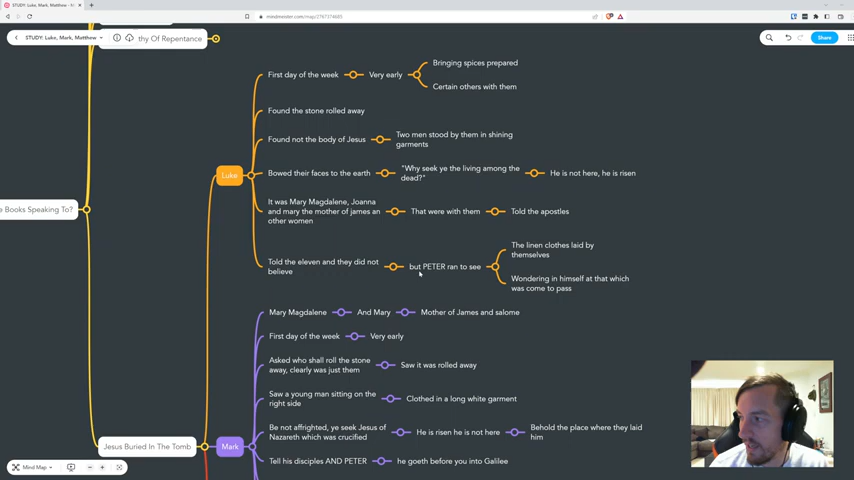 STUDY: Luke, Mark, Matthew
mindmeister.com/map/2767374665
STUDY: Luke, Mark, Matthew
thy Of Repentance
Share
First day of the week
Very early
Bringing spices prepared
Certain others with them
Found the stone rolled away
Found not the body of Jesus
Two men stood by them in shining
garments
Luke
Bowed their faces to the earth
"Why seek ye the living among the
dead?"
He is not here, he is risen
It was Mary Magdalene, Joanna
and mary the mother of james an
other women
That were with them
Told the apostles
e Books Speaking To?
Told the eleven and they did not
believe
but PETER ran to see
The linen clothes laid by
themselves
Wondering in himself at that which
was come to pass
Mary Magdalene
And Mary
Mother of James and salome
First day of the week
Very early
Asked who shall roll the stone
away, clearly was just them
Saw it was rolled away
Saw a young man sitting on the
right side
Clothed in a long white garment
Jesus Buried In The Tomb
Mark
Be not affrighted, ye seek Jesus of
Nazareth which was crucified
He is risen he is not here
Behold the place where they laid
him
Tell his disciples AND PETER
he goeth before you into Galilee
Mind Map